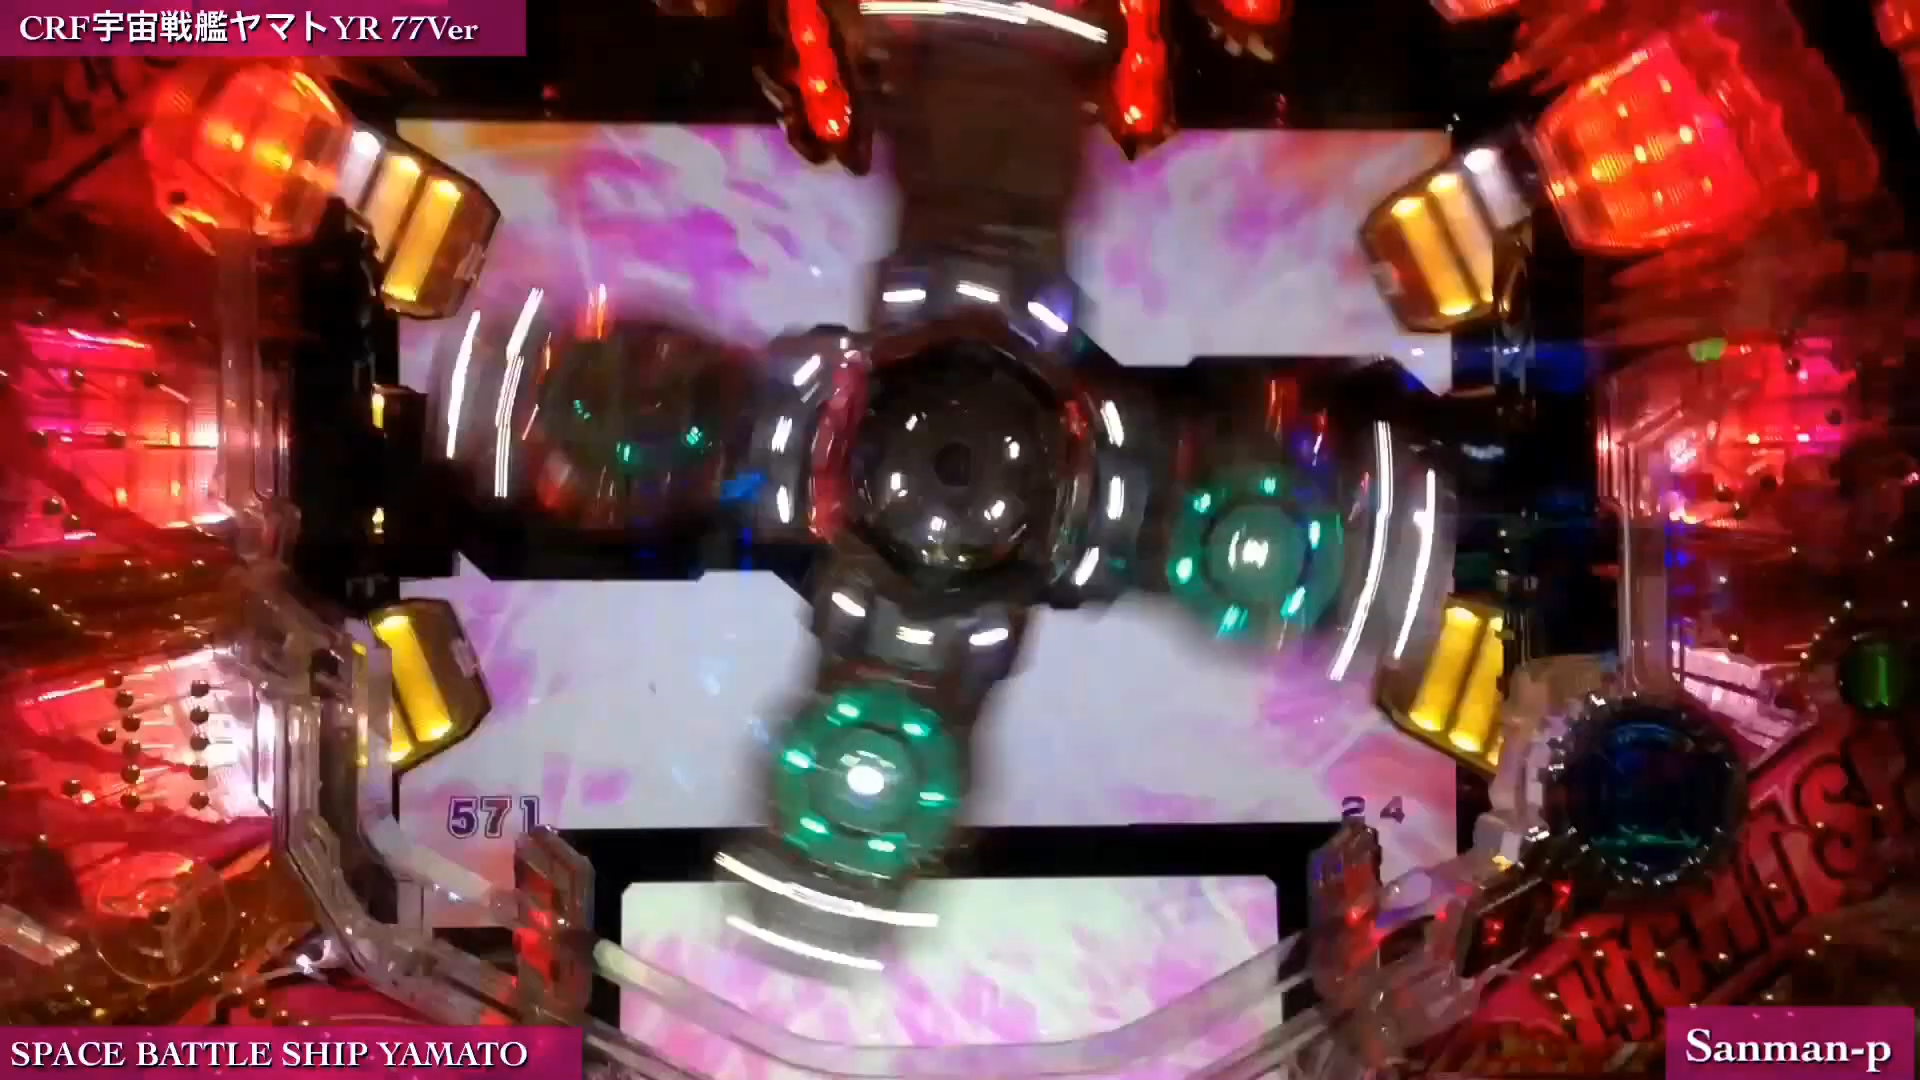 CRF宇宙戦艦ヤマトYR 77Ver
571
24
SPACE BATTLE SHIP YAMATO
Sanman-p